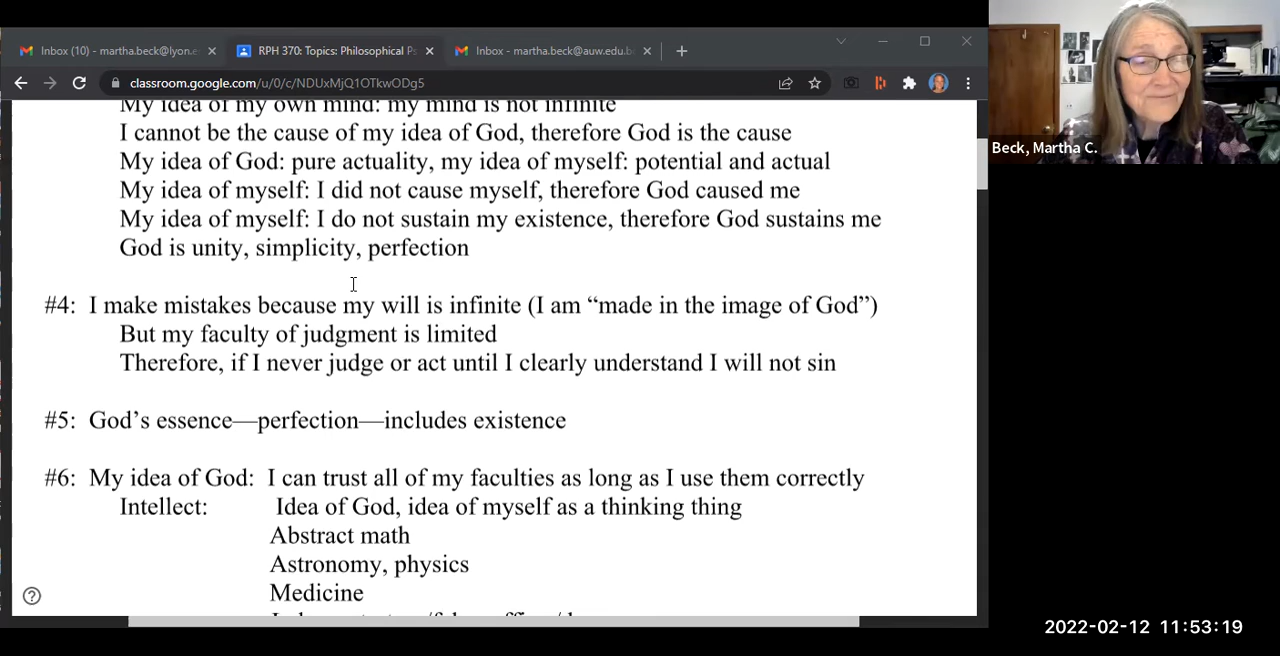 Inbox (10) - martha.beck@lyon.e
RPH 370: Topics: Philosophical Ps
Inbox - martha.beck@auw.edu.b
classroom.google.com/u/0/c/NDUxMjQ1OTkwODg5
Beck, Martha C.
My idea of my own mind: my mind is not infinite
I cannot be the cause of my idea of God, therefore God is the cause
My idea of God: pure actuality, my idea of myself: potential and actual
My idea of myself: I did not cause myself, therefore God caused me
My idea of myself: I do not sustain my existence, therefore God sustains me
God is unity, simplicity, perfection
#4: I make mistakes because my will is infinite (I am “made in the image of God”)
But my faculty of judgment is limited
Therefore, if I never judge or act until I clearly understand I will not sin
#5: God’s essence—perfection—includes existence
#6: My idea of God: I can trust all of my faculties as long as I use them correctly
Intellect: Idea of God, idea of myself as a thinking thing
Abstract math
Astronomy, physics
Medicine
2022-02-12 11:53:19